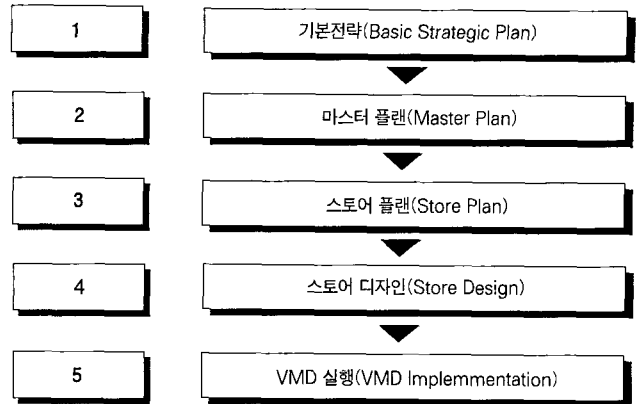 1 기본전략(Basic Strategic Plan)
2 마스터 플랜(Master Plan)
3 스토어 플랜(Store Plan)
4 스토어 디자인(Store Design)
5 VMD 실행(VMD Implemmentation)